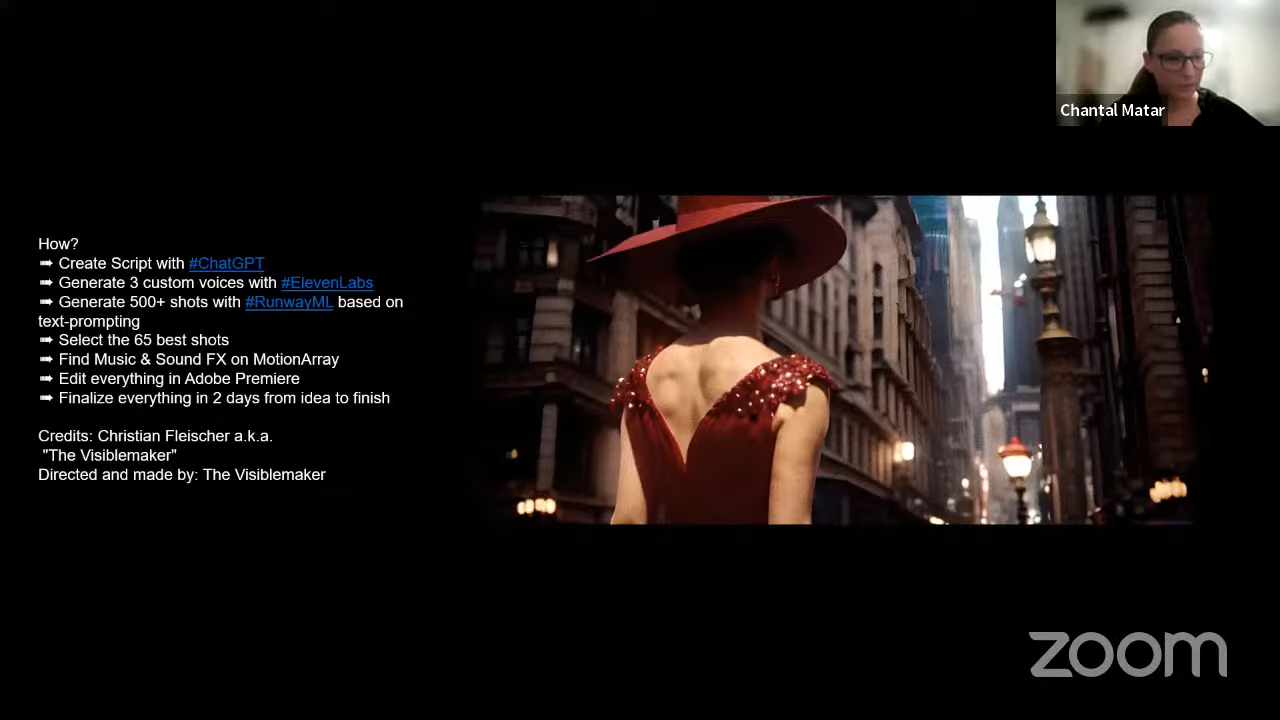 Chantal Matar
How?
➠ Create Script with #ChatGPT
➠ Generate 3 custom voices with #ElevenLabs
➠ Generate 500+ shots with #RunwayML based on
text-prompting
➠ Select the 65 best shots
➠ Find Music & Sound FX on MotionArray
➠ Edit everything in Adobe Premiere
➠ Finalize everything in 2 days from idea to finish
Credits: Christian Fleischer a.k.a.
"The Visiblemaker"
Directed and made by: The Visiblemaker
zoom